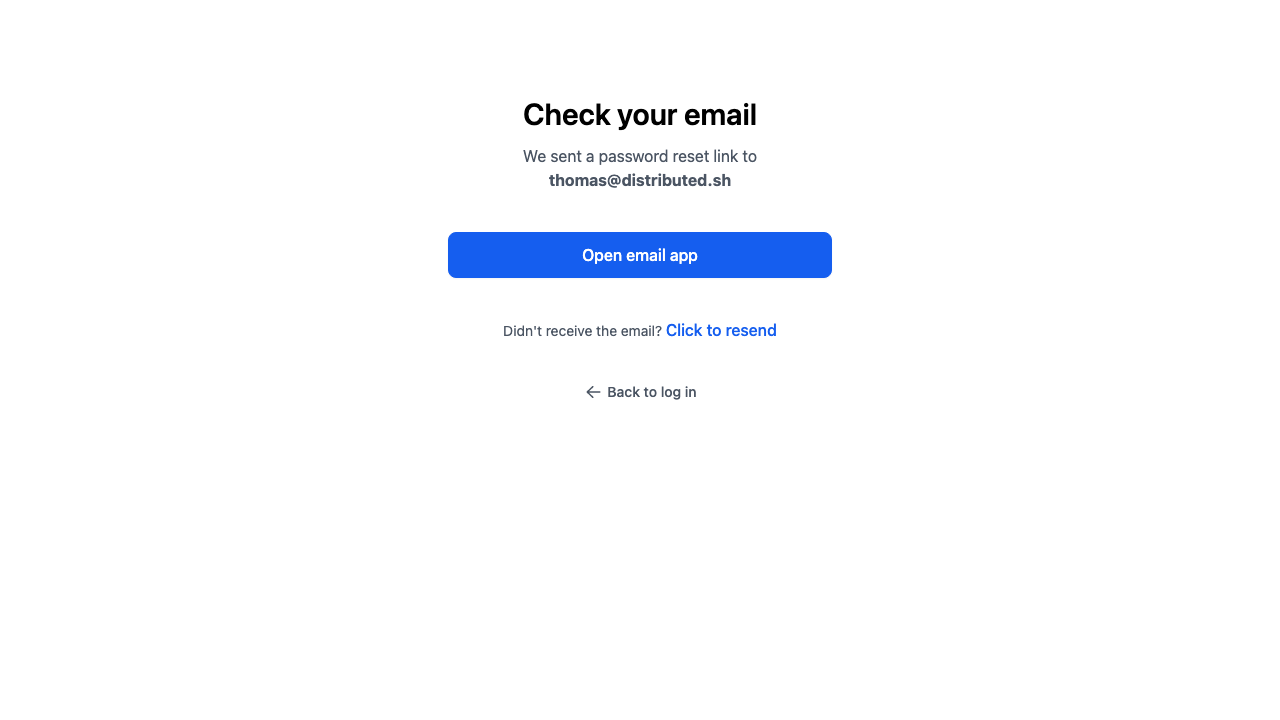 Check your email
We sent a password reset link to
thomas@distributed.sh
Open email app
Didn't receive the email? Click to resend
Back to log in